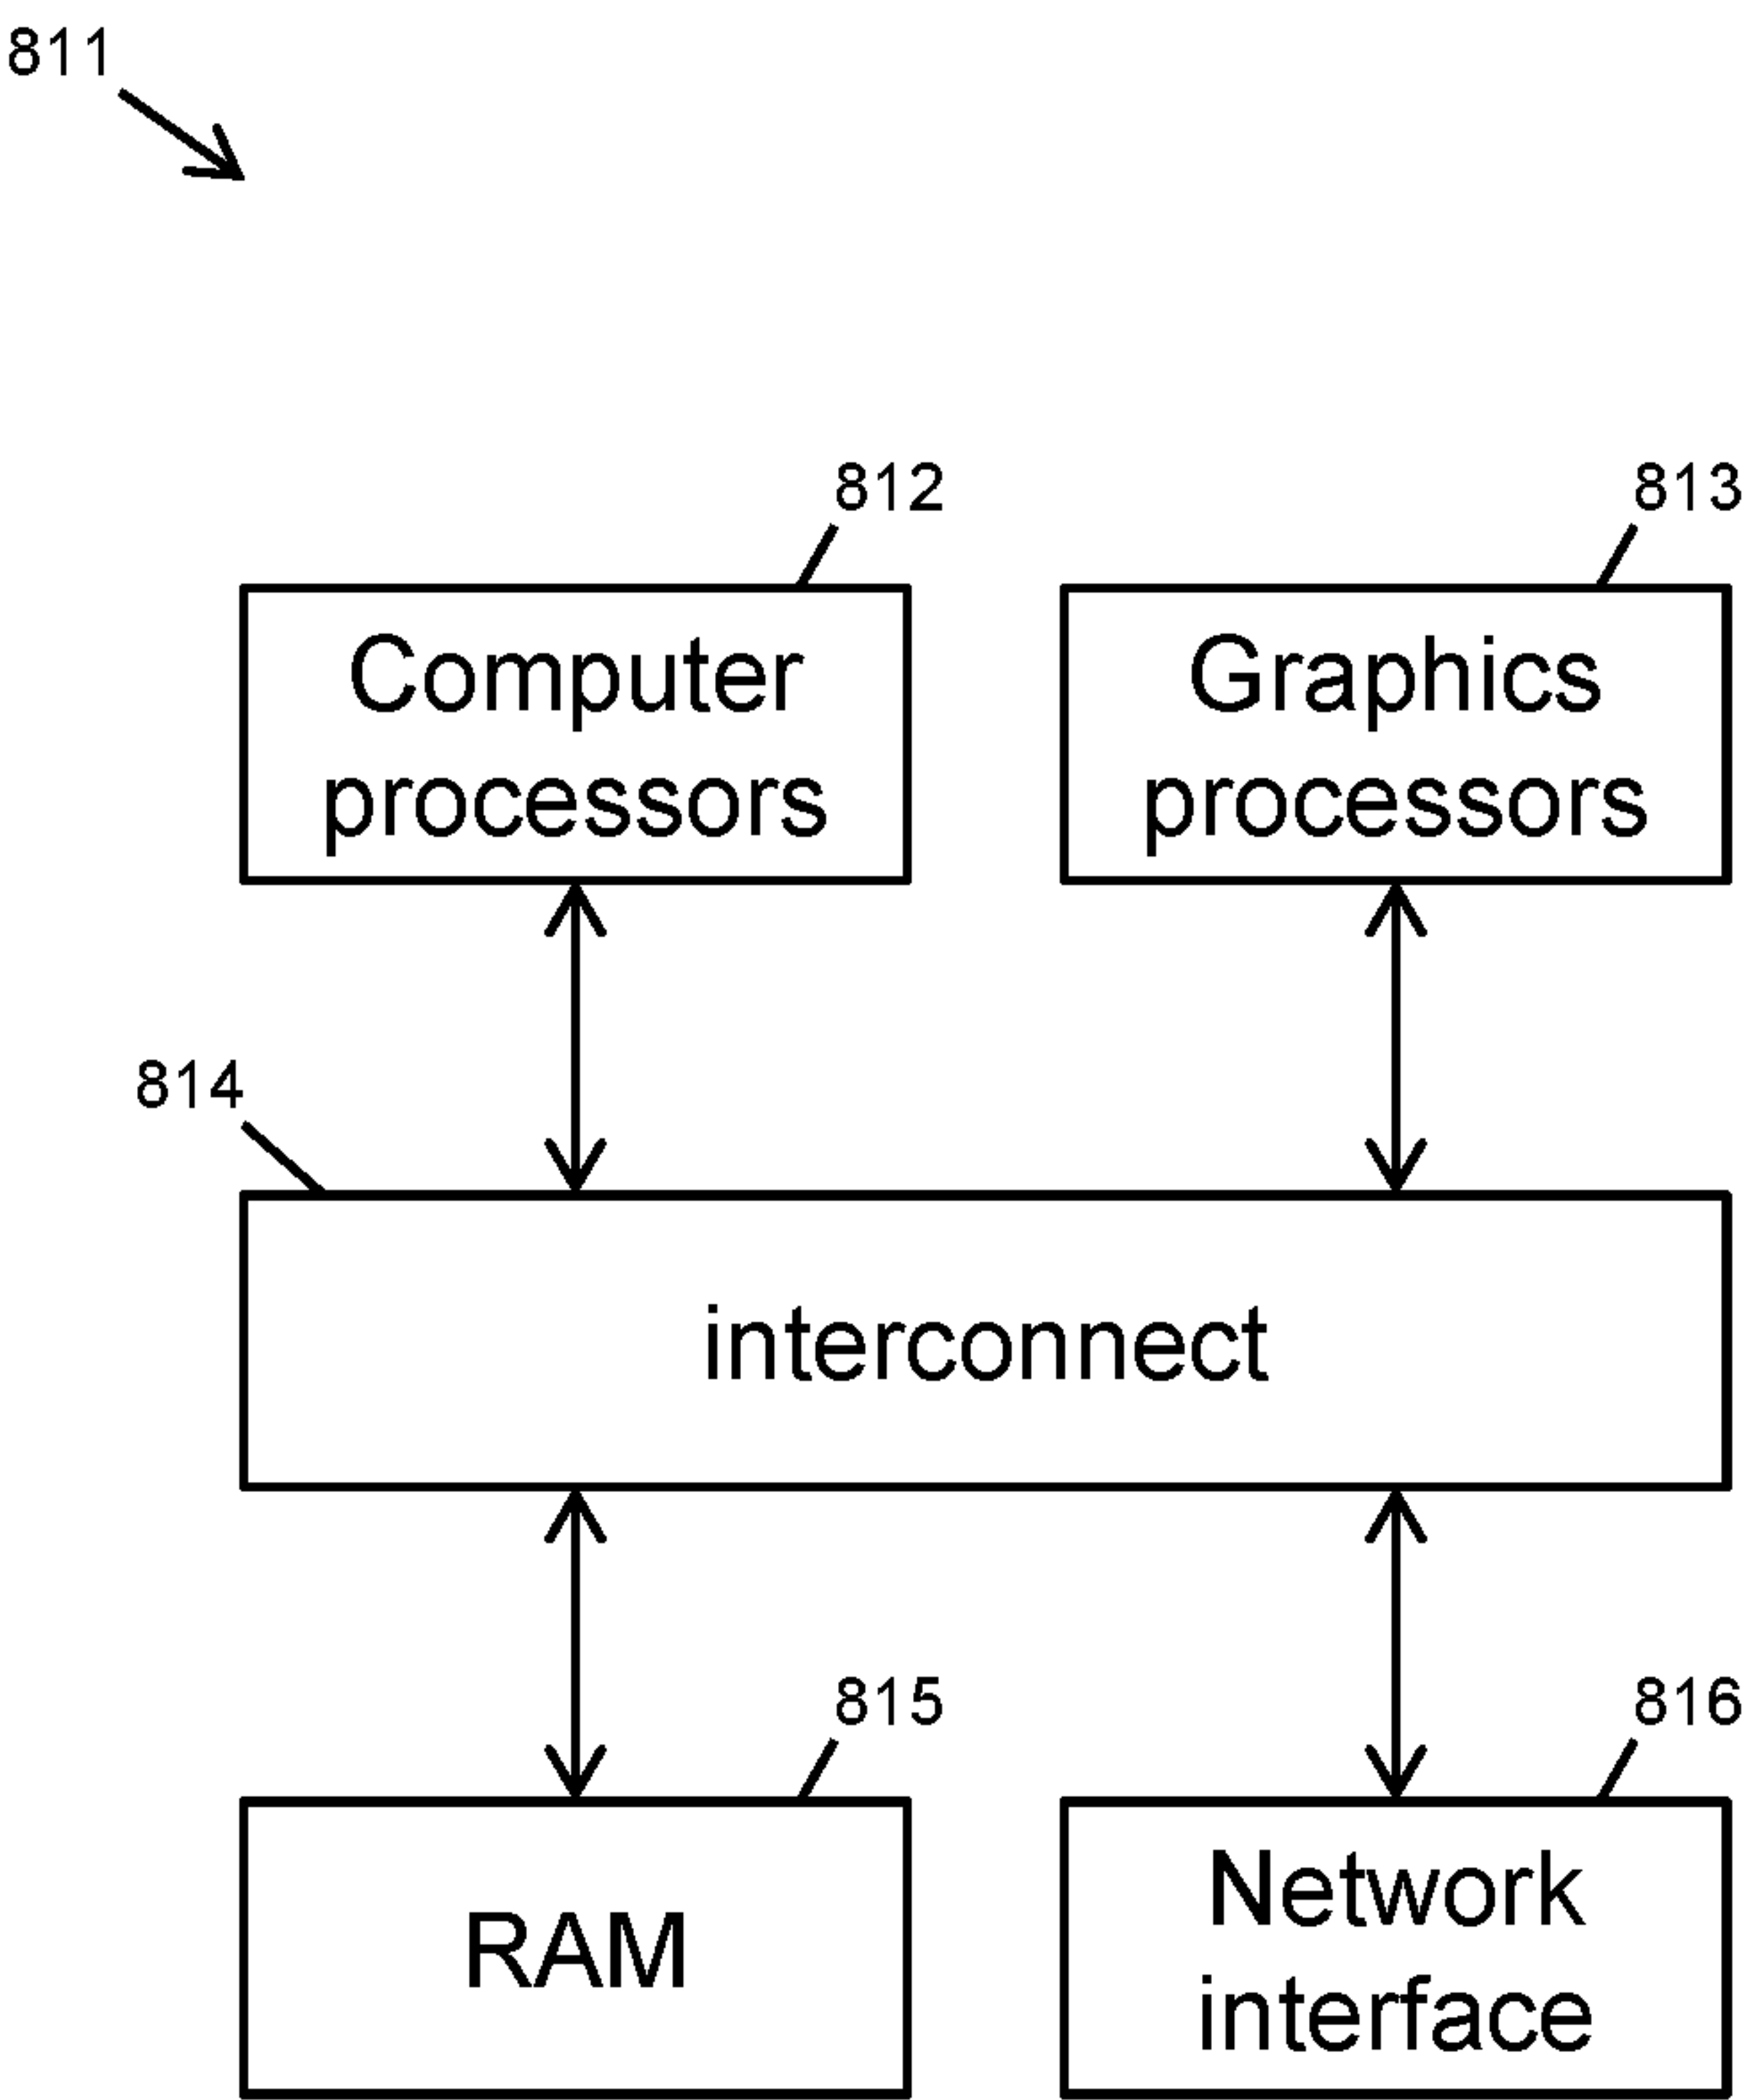 811
812
813
Computer
processors
Graphics
processors
814
interconnect
815
816
RAM
Network
interface